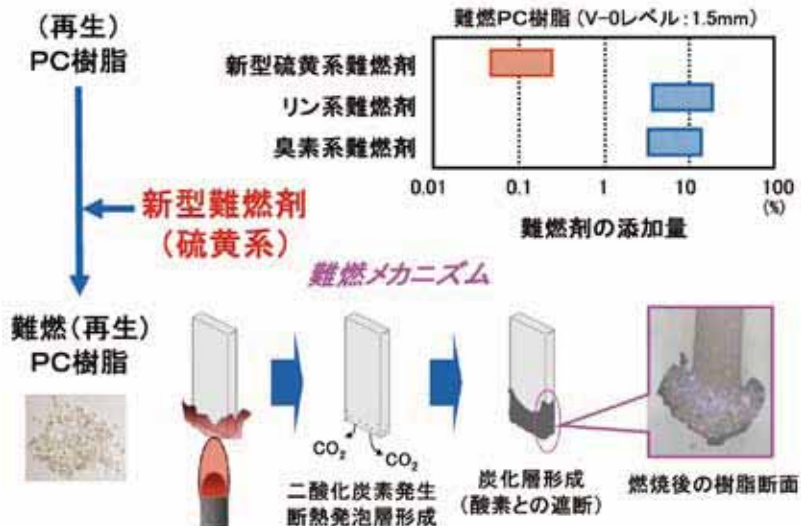 (再生)
PC樹脂
新型難燃剤
(硫黄系)
難燃(再生)
PC樹脂
難燃PC樹脂(V-0レベル:1.5mm)
新型硫黄系難燃剤
リン系難燃剤
臭素系難燃剤
0.01 0.1 1 10 100
(%)
難燃剤の添加量
難燃メカニズム
CO2 CO2
二酸化炭素発生
断熱発泡層形成
炭化層形成
(酸素との遮断)
燃焼後の樹脂断面